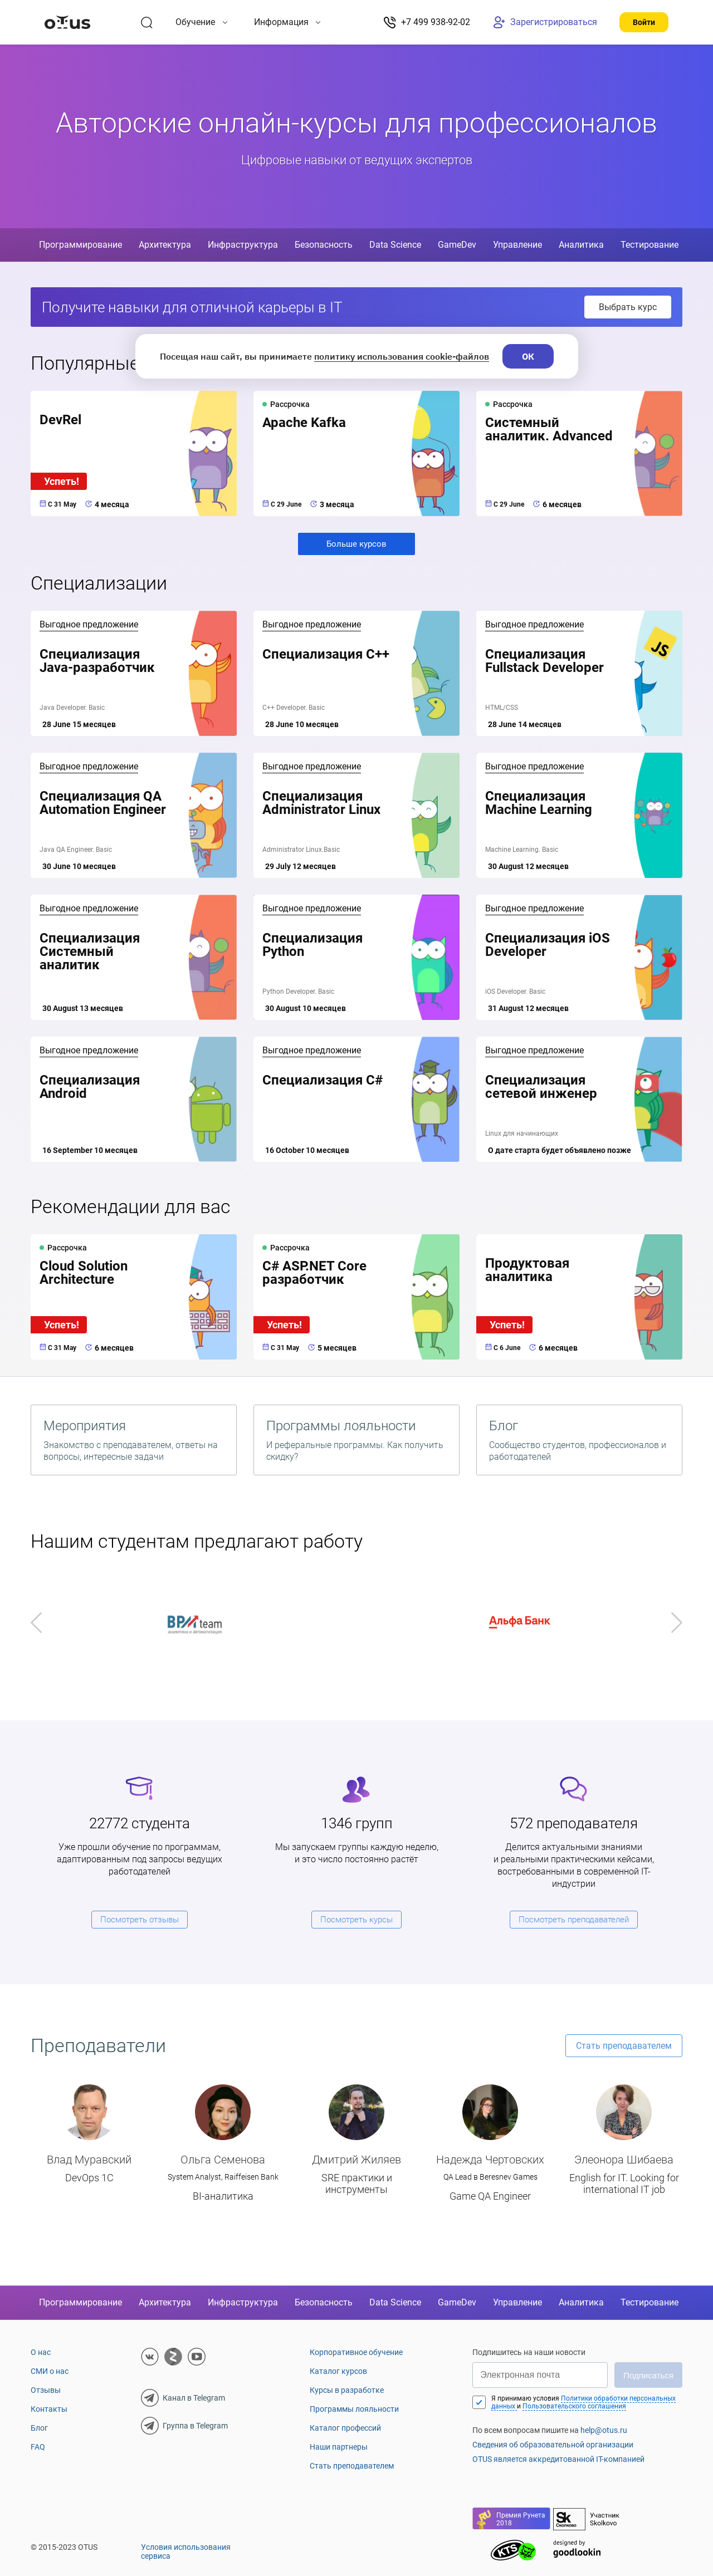 oтus
Обучение
Информация
+7 499 938-92-02
Зарегистрироваться
Войти
Авторские онлайн-курсы для профессионалов
Цифровые навыки от ведущих экспертов
Программирование Архитектура Инфраструктура Безопасность Data Science GameDev Управление Аналитика Тестирование
Получите навыки для отличной карьеры в IT
Выбрать курс
Посещая наш сайт, вы принимаете политику использования cookie-файлов
ОК
Популярные
DevRel
Успеть!
С 31 May 4 месяца
Рассрочка
Apache Kafka
С 29 June 3 месяца
Рассрочка
Системный
аналитик. Advanced
С 29 June 6 месяцев
Больше курсов
Специализации
Выгодное предложение
Специализация
Java-разработчик
Java Developer. Basic
28 June 15 месяцев
Выгодное предложение
Специализация С++
C++ Developer. Basic
28 June 10 месяцев
Выгодное предложение
Специализация
Fullstack Developer
HTML/CSS
28 June 14 месяцев
JS
Выгодное предложение
Специализация QA
Automation Engineer
Java QA Engineer. Basic
30 June 10 месяцев
Выгодное предложение
Специализация
Administrator Linux
Administrator Linux.Basic
29 July 12 месяцев
Выгодное предложение
Специализация
Machine Learning
Machine Learning. Basic
30 August 12 месяцев
Выгодное предложение
Специализация
Системный
аналитик
30 August 13 месяцев
Выгодное предложение
Специализация
Python
Python Developer. Basic
30 August 10 месяцев
Выгодное предложение
Специализация iOS
Developer
iOS Developer. Basic
31 August 12 месяцев
Выгодное предложение
Специализация
Android
16 September 10 месяцев
Выгодное предложение
Специализация C#
16 October 10 месяцев
Выгодное предложение
Специализация
сетевой инженер
Linux для начинающих
О дате старта будет объявлено позже
Рекомендации для вас
Рассрочка
Cloud Solution
Architecture
Успеть!
С 31 May 6 месяцев
Рассрочка
C# ASP.NET Core
разработчик
Успеть!
С 31 May 5 месяцев
Продуктовая
аналитика
Успеть!
С 6 June 6 месяцев
Мероприятия
Знакомство с преподавателем, ответы на
вопросы, интересные задачи
Программы лояльности
И реферальные программы. Как получить
скидку?
Блог
Сообщество студентов, профессионалов и
работодателей
Нашим студентам предлагают работу
BPM team
аналитика и автоматизация
Альфа Банк
22772 студента
Уже прошли обучение по программам,
адаптированным под запросы ведущих
работодателей
Посмотреть отзывы
1346 групп
Мы запускаем группы каждую неделю,
и это число постоянно растёт
Посмотреть курсы
572 преподавателя
Делится актуальными знаниями
и реальными практическими кейсами,
востребованными в современной IT-
индустрии
Посмотреть преподавателей
Преподаватели
Стать преподавателем
Влад Муравский
DevOps 1C
Ольга Семенова
System Analyst, Raiffeisen Bank
BI-аналитика
Дмитрий Жиляев
SRE практики и
инструменты
Надежда Чертовских
QA Lead в Beresnev Games
Game QA Engineer
Элеонора Шибаева
English for IT. Looking for
international IT job
Программирование Архитектура Инфраструктура Безопасность Data Science GameDev Управление Аналитика Тестирование
О нас
СМИ о нас
Отзывы
Контакты
Блог
FAQ
Канал в Telegram
Группа в Telegram
Корпоративное обучение
Каталог курсов
Курсы в разработке
Программы лояльности
Каталог профессий
Наши партнеры
Стать преподавателем
Подпишитесь на наши новости
Электронная почта
Подписаться
Я принимаю условия Политики обработки персональных
данных и Пользовательского соглашения
По всем вопросам пишите на help@otus.ru
Сведения об образовательной организации
OTUS является аккредитованной IT-компанией
Премия Рунета
2018
Sk
Сколково
Участник
Skolkovo
© 2015-2023 OTUS
Условия использования
сервиса
KTS
designed by
goodlookin